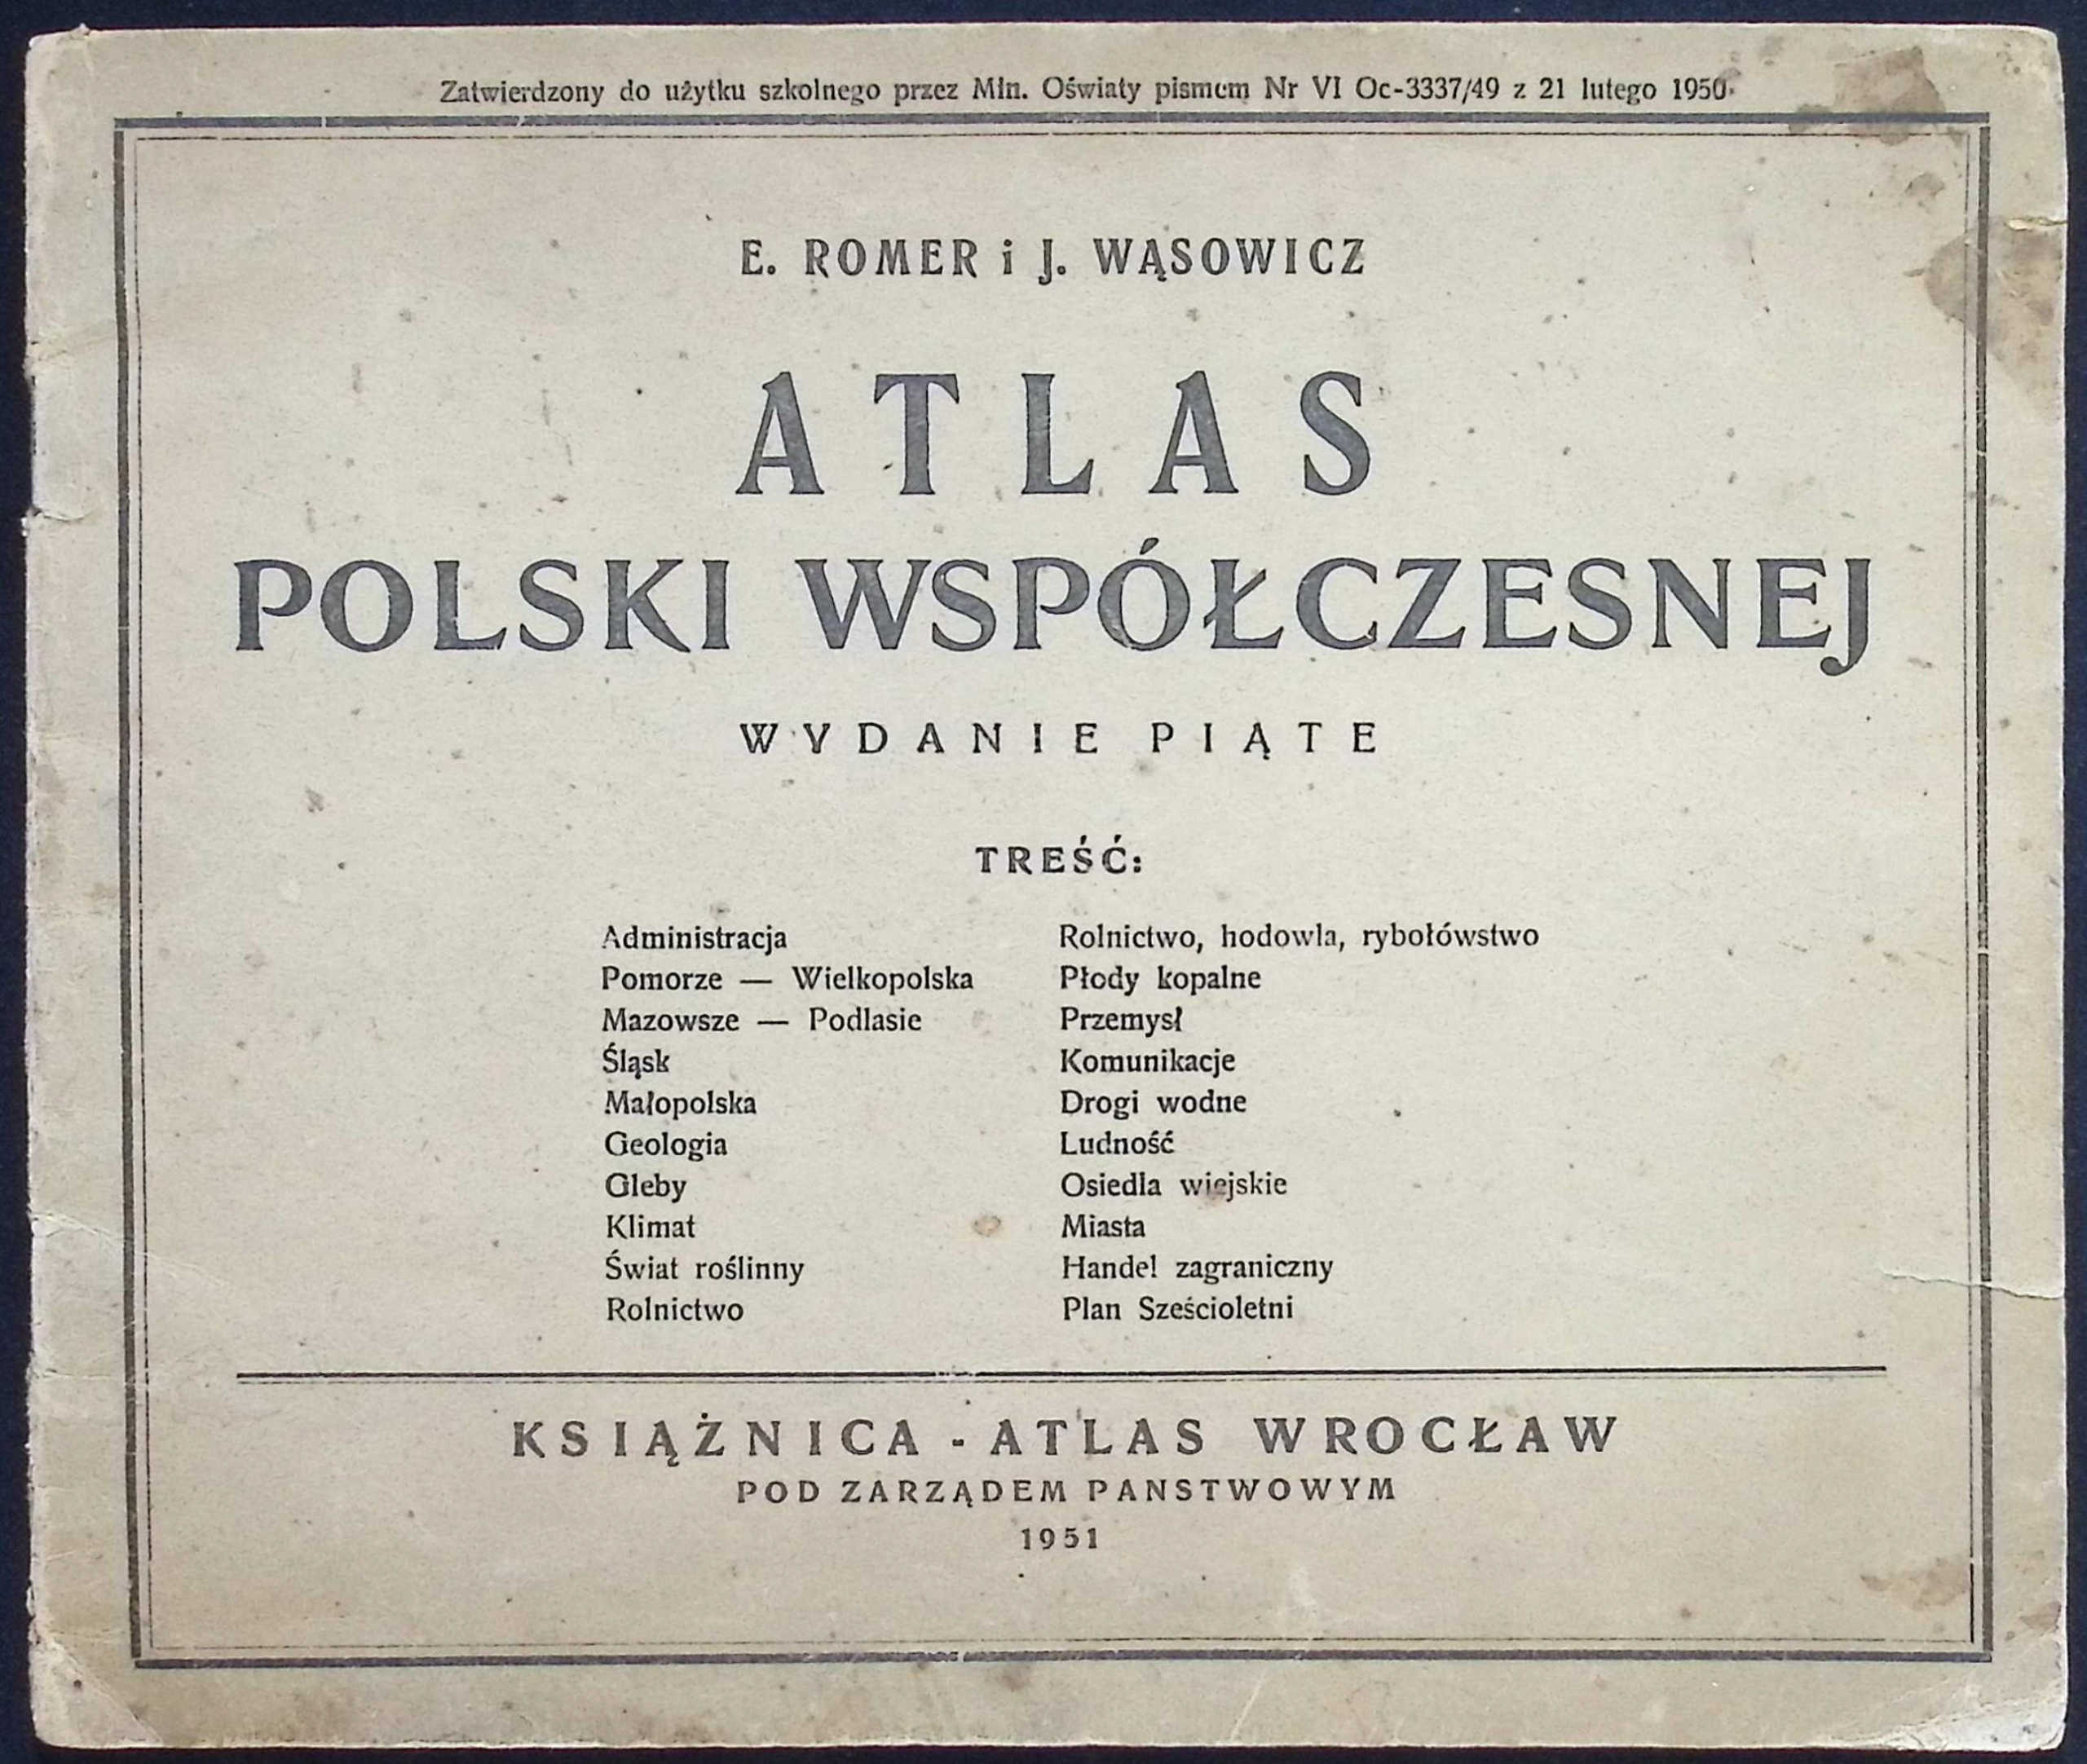 Zatwierdzony do użytku szkolnego przez Min. Oświaty pismem Nr VI Oc-3337/49 z 21 lutego 1950.
E. ROMER i J. WĄSOWICZ
ATLAS
POLSKI WSPÓŁCZESNEJ
WYDANIE PIĄTE
TREŚĆ:
Administracja
Pomorze — Wielkopolska
Mazowsze — Podlasie
Śląsk
Małopolska
Geologia
Gleby
Klimat
Świat roślinny
Rolnictwo
Rolnictwo, hodowla, rybołówstwo
Płody kopalne
Przemysł
Komunikacje
Drogi wodne
Ludność
Osiedla wiejskie
Miasta
Handel zagraniczny
Plan Sześcioletni
KSIĄŻNICA - ATLAS WROCŁAW
POD ZARZĄDEM PANSTWOWYM
1951